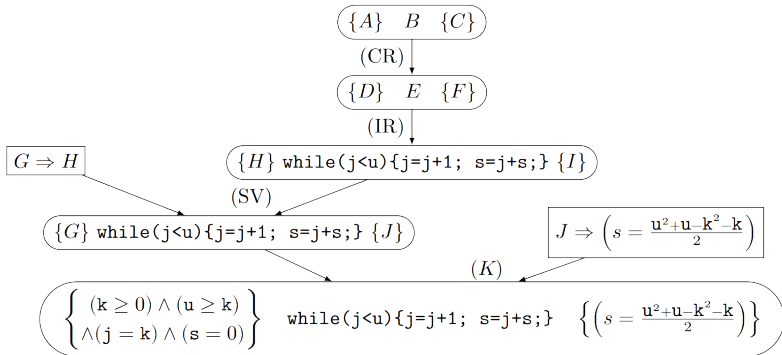 {A} B {C}
(CR)
{D} E {F}
(IR)
G ⇒ H
{H} while(j<u){j=j+1; s=j+s;} {I}
(SV)
{G} while(j<u){j=j+1; s=j+s;} {J}
J ⇒ (s = (u²+u−k²−k)/2)
(K)
{(k ≥ 0) ∧ (u ≥ k)
∧(j = k) ∧ (s = 0)} while(j<u){j=j+1; s=j+s;} {(s = (u²+u−k²−k)/2)}